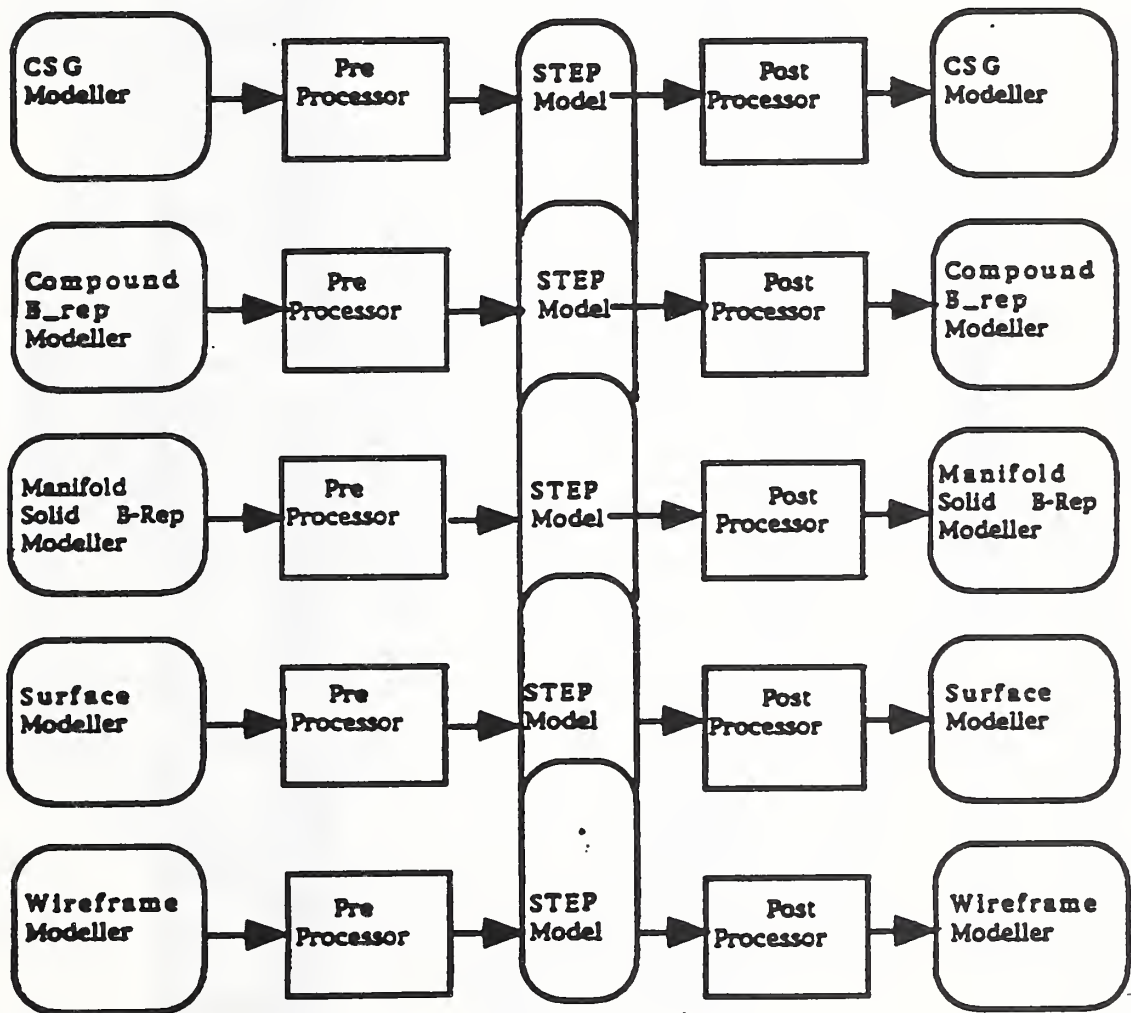 CSG
Modeller
Pre
Processor
STEP
Model
Post
Processor
CSG
Modeller
Compound
B_rep
Modeller
Pre
Processor
STEP
Model
Post
Processor
Compound
B_rep
Modeller
Manifold
Solid B-Rep
Modeller
Pre
Processor
STEP
Model
Post
Processor
Manifold
Solid B-Rep
Modeller
Surface
Modeller
Pre
Processor
STEP
Model
Post
Processor
Surface
Modeller
Wireframe
Modeller
Pre
Processor
STEP
Model
Post
Processor
Wireframe
Modeller